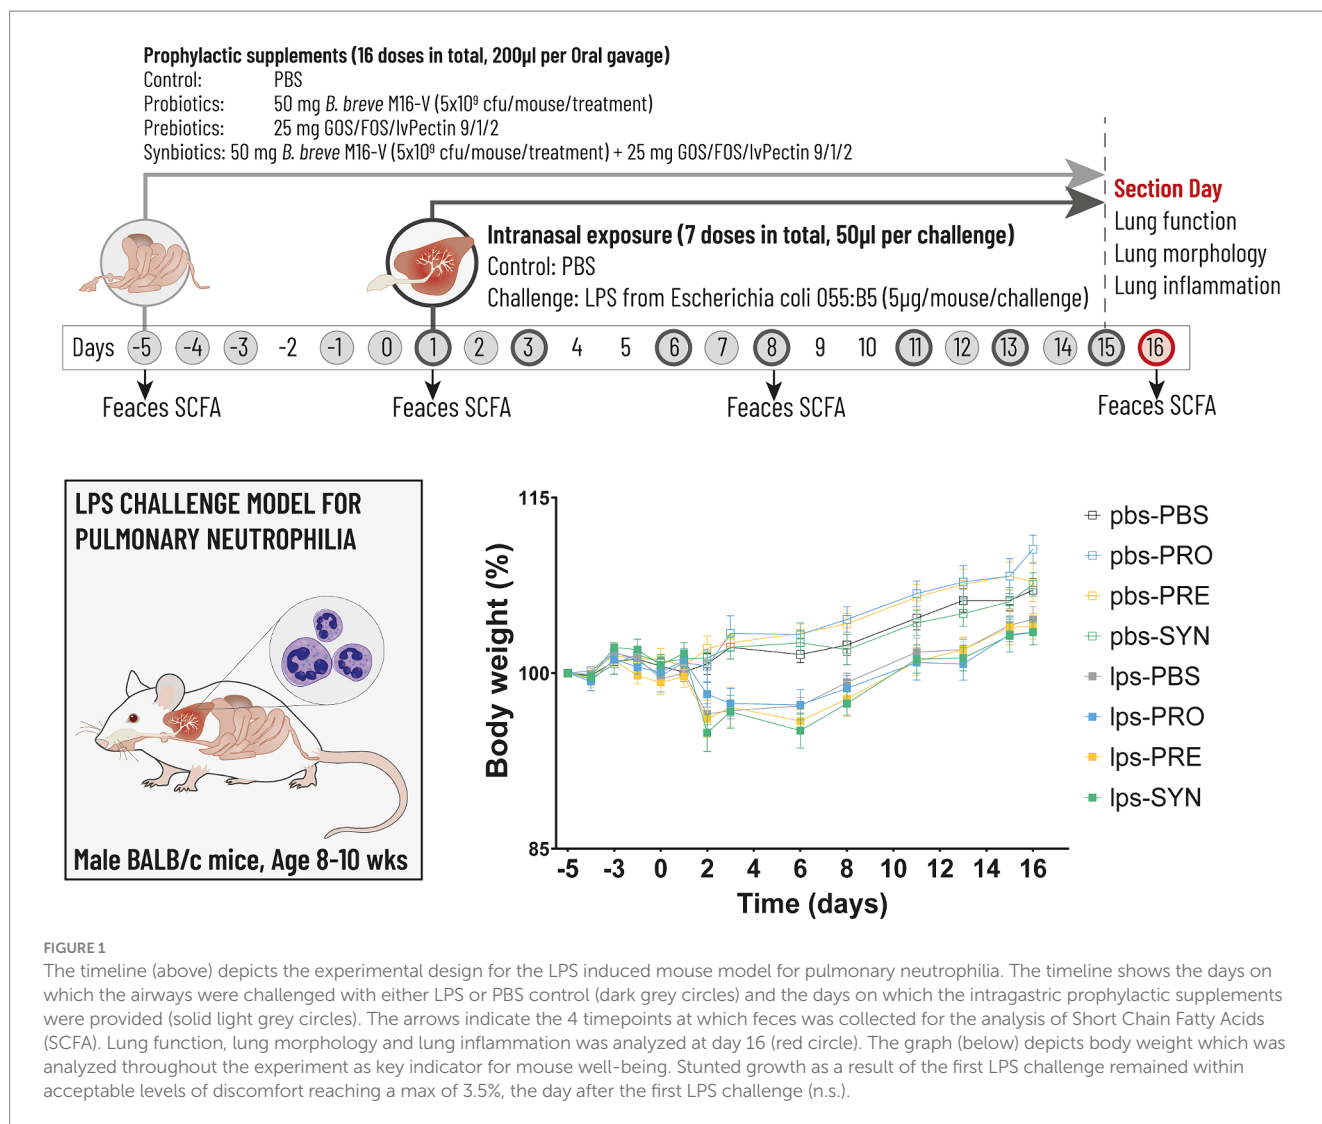 Prophylactic supplements (16 doses in total, 200µl per Oral gavage)
Control: PBS
Probiotics: 50 mg B. breve M16-V (5x10⁹ cfu/mouse/treatment)
Prebiotics: 25 mg GOS/FOS/lvPectin 9/1/2
Synbiotics: 50 mg B. breve M16-V (5x10⁹ cfu/mouse/treatment) + 25 mg GOS/FOS/lvPectin 9/1/2
Section Day
Lung function
Lung morphology
Lung inflammation
Intranasal exposure (7 doses in total, 50µl per challenge)
Control: PBS
Challenge: LPS from Escherichia coli O55:B5 (5µg/mouse/challenge)
Days -5 -4 -3 -2 -1 0 1 2 3 4 5 6 7 8 9 10 11 12 13 14 15 16
Feaces SCFA Feaces SCFA Feaces SCFA Feaces SCFA
LPS CHALLENGE MODEL FOR
PULMONARY NEUTROPHILIA
Male BALB/c mice, Age 8-10 wks
Body weight (%)
115
100
85
-5 -3 0 2 4 6 8 10 12 14 16
Time (days)
pbs-PBS
pbs-PRO
pbs-PRE
pbs-SYN
lps-PBS
lps-PRO
lps-PRE
lps-SYN
FIGURE 1
The timeline (above) depicts the experimental design for the LPS induced mouse model for pulmonary neutrophilia. The timeline shows the days on
which the airways were challenged with either LPS or PBS control (dark grey circles) and the days on which the intragastric prophylactic supplements
were provided (solid light grey circles). The arrows indicate the 4 timepoints at which feces was collected for the analysis of Short Chain Fatty Acids
(SCFA). Lung function, lung morphology and lung inflammation was analyzed at day 16 (red circle). The graph (below) depicts body weight which was
analyzed throughout the experiment as key indicator for mouse well-being. Stunted growth as a result of the first LPS challenge remained within
acceptable levels of discomfort reaching a max of 3.5%, the day after the first LPS challenge (n.s.).